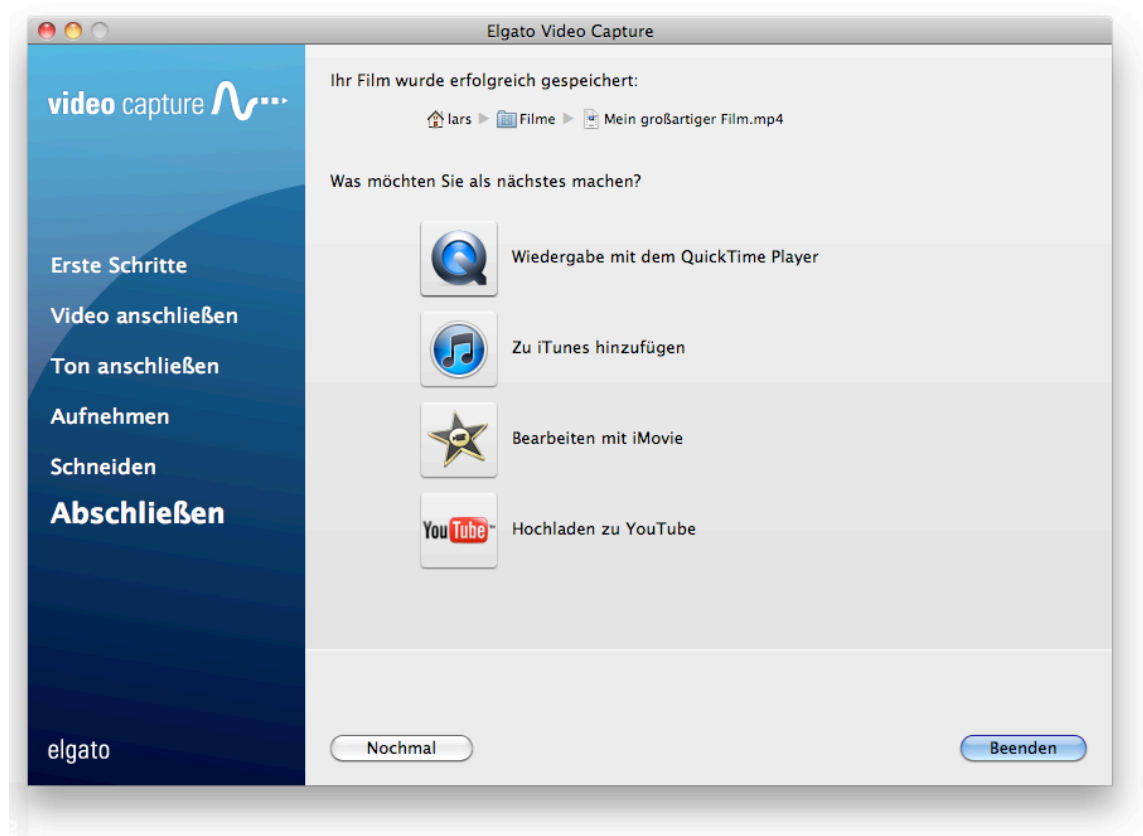 Elgato Video Capture
video capture
Erste Schritte
Video anschließen
Ton anschließen
Aufnehmen
Schneiden
Abschließen
elgato
Ihr Film wurde erfolgreich gespeichert:
lars Filme Mein großartiger Film.mp4
Was möchten Sie als nächstes machen?
Wiedergabe mit dem QuickTime Player
Zu iTunes hinzufügen
Bearbeiten mit iMovie
YouTube Hochladen zu YouTube
Nochmal
Beenden